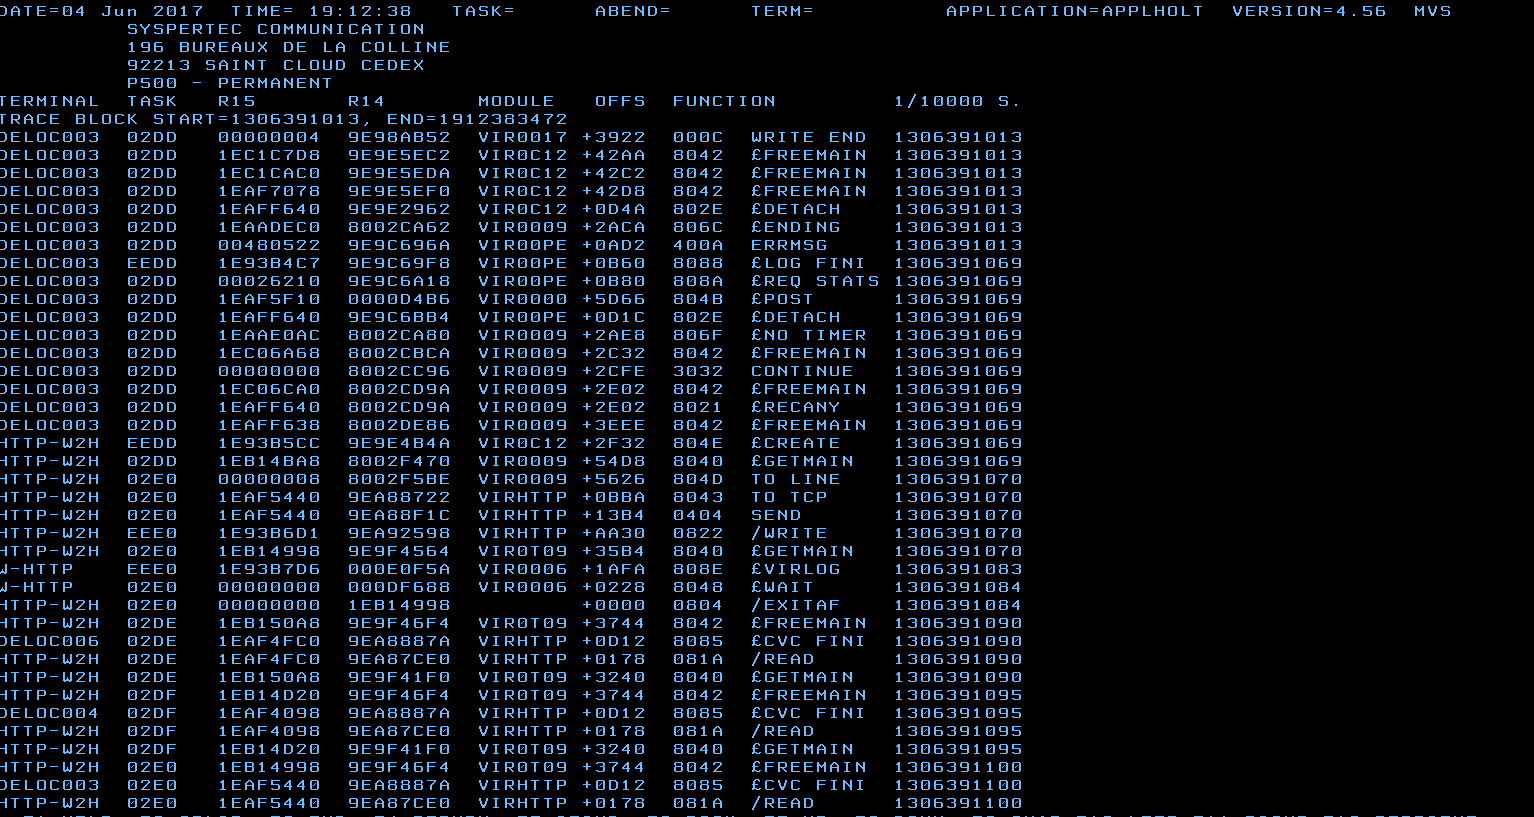 DATE=04 Jun 2017  TIME= 19:12:38   TASK=      ABEND=      TERM=          APPLICATION=APPLHOLT  VERSION=4.56  MVS
SYSPERTEC COMMUNICATION
196 BUREAUX DE LA COLLINE
92213 SAINT CLOUD CEDEX
P500 - PERMANENT
TERMINAL  TASK   R15       R14       MODULE   OFFS  FUNCTION         1/10000 S.
TRACE BLOCK START=1306391013, END=1912383472
DELOC003  02DD   00000004  9E98AB52  VIR0017 +3922  000C  WRITE END  1306391013
DELOC003  02DD   1EC1C7D8  9E9E5EC2  VIR0C12 +42AA  8042  £FREEMAIN  1306391013
DELOC003  02DD   1EC1CAC0  9E9E5EDA  VIR0C12 +42C2  8042  £FREEMAIN  1306391013
DELOC003  02DD   1EAF7078  9E9E5EF0  VIR0C12 +42D8  8042  £FREEMAIN  1306391013
DELOC003  02DD   1EAFF640  9E9E2962  VIR0C12 +0D4A  802E  £DETACH    1306391013
DELOC003  02DD   1EAADEC0  8002CA62  VIR0009 +2ACA  806C  £ENDING    1306391013
DELOC003  02DD   00480522  9E9C696A  VIR00PE +0AD2  400A  ERRMSG     1306391013
DELOC003  EEDD   1E93B4C7  9E9C69F8  VIR00PE +0B60  8088  £LOG FINI  1306391069
DELOC003  02DD   00026210  9E9C6A18  VIR00PE +0B80  808A  £REQ STATS 1306391069
DELOC003  02DD   1EAF5F10  0000D4B6  VIR0000 +5D66  804B  £POST      1306391069
DELOC003  02DD   1EAFF640  9E9C6BB4  VIR00PE +0D1C  802E  £DETACH    1306391069
DELOC003  02DD   1EAAE0AC  8002CA80  VIR0009 +2AE8  806F  £NO TIMER  1306391069
DELOC003  02DD   1EC06A68  8002CBCA  VIR0009 +2C32  8042  £FREEMAIN  1306391069
DELOC003  02DD   00000000  8002CC96  VIR0009 +2CFE  3032  CONTINUE   1306391069
DELOC003  02DD   1EC06CA0  8002CD9A  VIR0009 +2E02  8042  £FREEMAIN  1306391069
DELOC003  02DD   1EAFF640  8002CD9A  VIR0009 +2E02  8021  £RECANY    1306391069
DELOC003  02DD   1EAFF638  8002DE86  VIR0009 +3EEE  8042  £FREEMAIN  1306391069
HTTP-W2H  EEDD   1E93B5CC  9E9E4B4A  VIR0C12 +2F32  804E  £CREATE    1306391069
HTTP-W2H  02DD   1EB14BA8  8002F470  VIR0009 +54D8  8040  £GETMAIN   1306391069
HTTP-W2H  02E0   00000008  8002F5BE  VIR0009 +5626  804D  TO LINE    1306391070
HTTP-W2H  02E0   1EAF5440  9EA88722  VIRHTTP +0BBA  8043  TO TCP     1306391070
HTTP-W2H  02E0   1EAF5440  9EA88F1C  VIRHTTP +13B4  0404  SEND       1306391070
HTTP-W2H  EEE0   1E93B6D1  9EA92598  VIRHTTP +AA30  0822  /WRITE     1306391070
HTTP-W2H  02E0   1EB14998  9E9F4564  VIR0T09 +35B4  8040  £GETMAIN   1306391070
W-HTTP    EEE0   1E93B7D6  000E0F5A  VIR0006 +1AFA  808E  £VIRLOG    1306391083
W-HTTP    02E0   00000000  000DF688  VIR0006 +0228  8048  £WAIT      1306391084
HTTP-W2H  02E0   00000000  1EB14998          +0000  0804  /EXITAF    1306391084
HTTP-W2H  02DE   1EB150A8  9E9F46F4  VIR0T09 +3744  8042  £FREEMAIN  1306391090
DELOC006  02DE   1EAF4FC0  9EA8887A  VIRHTTP +0D12  8085  £CVC FINI  1306391090
HTTP-W2H  02DE   1EAF4FC0  9EA87CE0  VIRHTTP +0178  081A  /READ      1306391090
HTTP-W2H  02DE   1EB150A8  9E9F41F0  VIR0T09 +3240  8040  £GETMAIN   1306391090
HTTP-W2H  02DF   1EB14D20  9E9F46F4  VIR0T09 +3744  8042  £FREEMAIN  1306391095
DELOC004  02DF   1EAF4098  9EA8887A  VIRHTTP +0D12  8085  £CVC FINI  1306391095
HTTP-W2H  02DF   1EAF4098  9EA87CE0  VIRHTTP +0178  081A  /READ      1306391095
HTTP-W2H  02DF   1EB14D20  9E9F41F0  VIR0T09 +3240  8040  £GETMAIN   1306391095
HTTP-W2H  02E0   1EB14998  9E9F46F4  VIR0T09 +3744  8042  £FREEMAIN  1306391100
DELOC003  02E0   1EAF5440  9EA8887A  VIRHTTP +0D12  8085  £CVC FINI  1306391100
HTTP-W2H  02E0   1EAF5440  9EA87CE0  VIRHTTP +0178  081A  /READ      1306391100